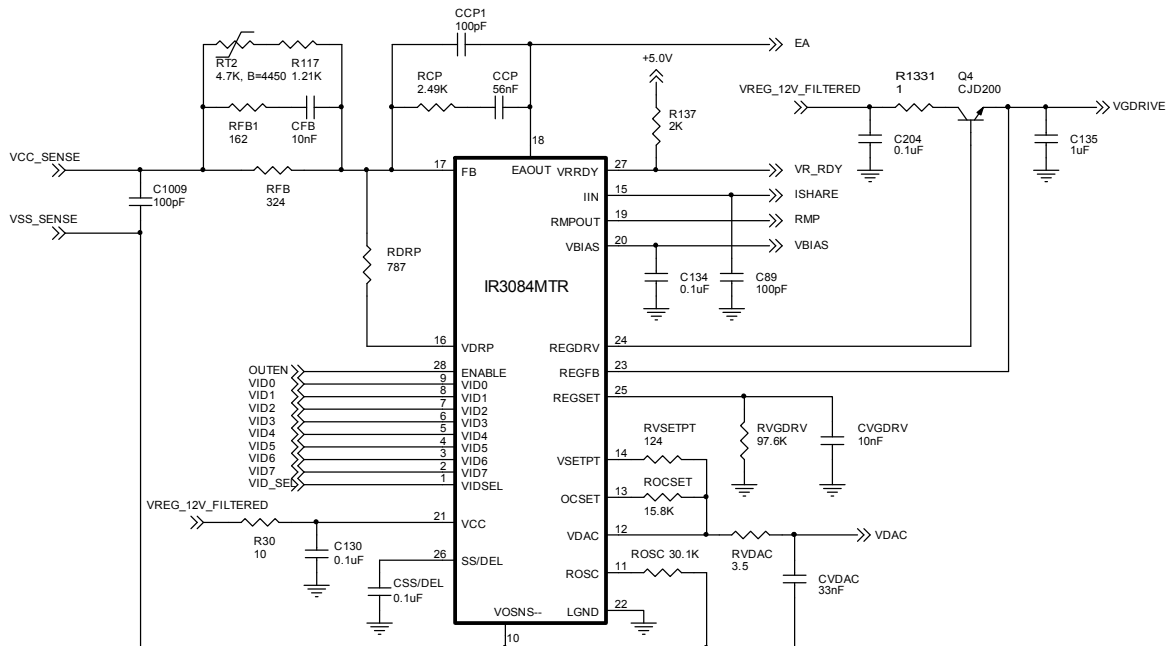 CCP1
100pF
EA
RT2
4.7K, B=4450
R117
1.21K
RCP
2.49K
CCP
56nF
+5.0V
R1331
1
Q4
CJD200
VREG_12V_FILTERED
VGDRIVE
RFB1
162
CFB
10nF
R137
2K
C204
0.1uF
C135
1uF
18
VCC_SENSE
17
FB
EAOUT
VRRDY
27
VR_RDY
C1009
100pF
RFB
324
IIN
15
ISHARE
VSS_SENSE
RMPOUT
19
RMP
VBIAS
20
VBIAS
RDRP
787
IR3084MTR
C134
0.1uF
C89
100pF
16
VDRP
REGDRV
24
OUTEN
28
ENABLE
REGFB
23
VID0
9
VID0
VID1
8
VID1
REGSET
25
VID2
7
VID2
VID3
6
VID3
VID4
5
VID4
VID5
4
VID5
VID6
3
VID6
VID7
2
VID7
VID_SEL
1
VIDSEL
RVSETPT
124
RVGDRV
97.6K
CVGDRV
10nF
VSETPT
14
OCSET
13
ROCSET
15.8K
VREG_12V_FILTERED
21
VCC
VDAC
12
VDAC
R30
10
C130
0.1uF
RVDAC
3.5
26
SS/DEL
ROSC
11
ROSC 30.1K
CSS/DEL
0.1uF
CVDAC
33nF
VOSNS--
LGND
22
10